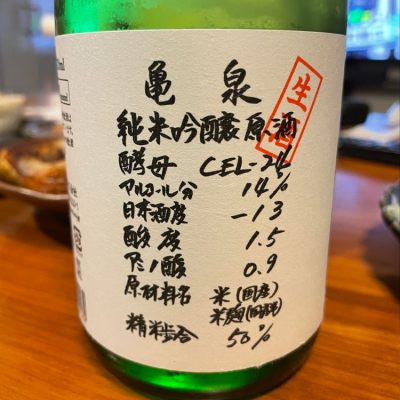 亀泉
純米吟醸原酒
生酒
酵母 CEL-24
アルコール分 14%
日本酒度 -13
酸度 1.5
アミノ酸 0.9
原材料名 米(国産)
米麹(国産米)
精米歩合 50%